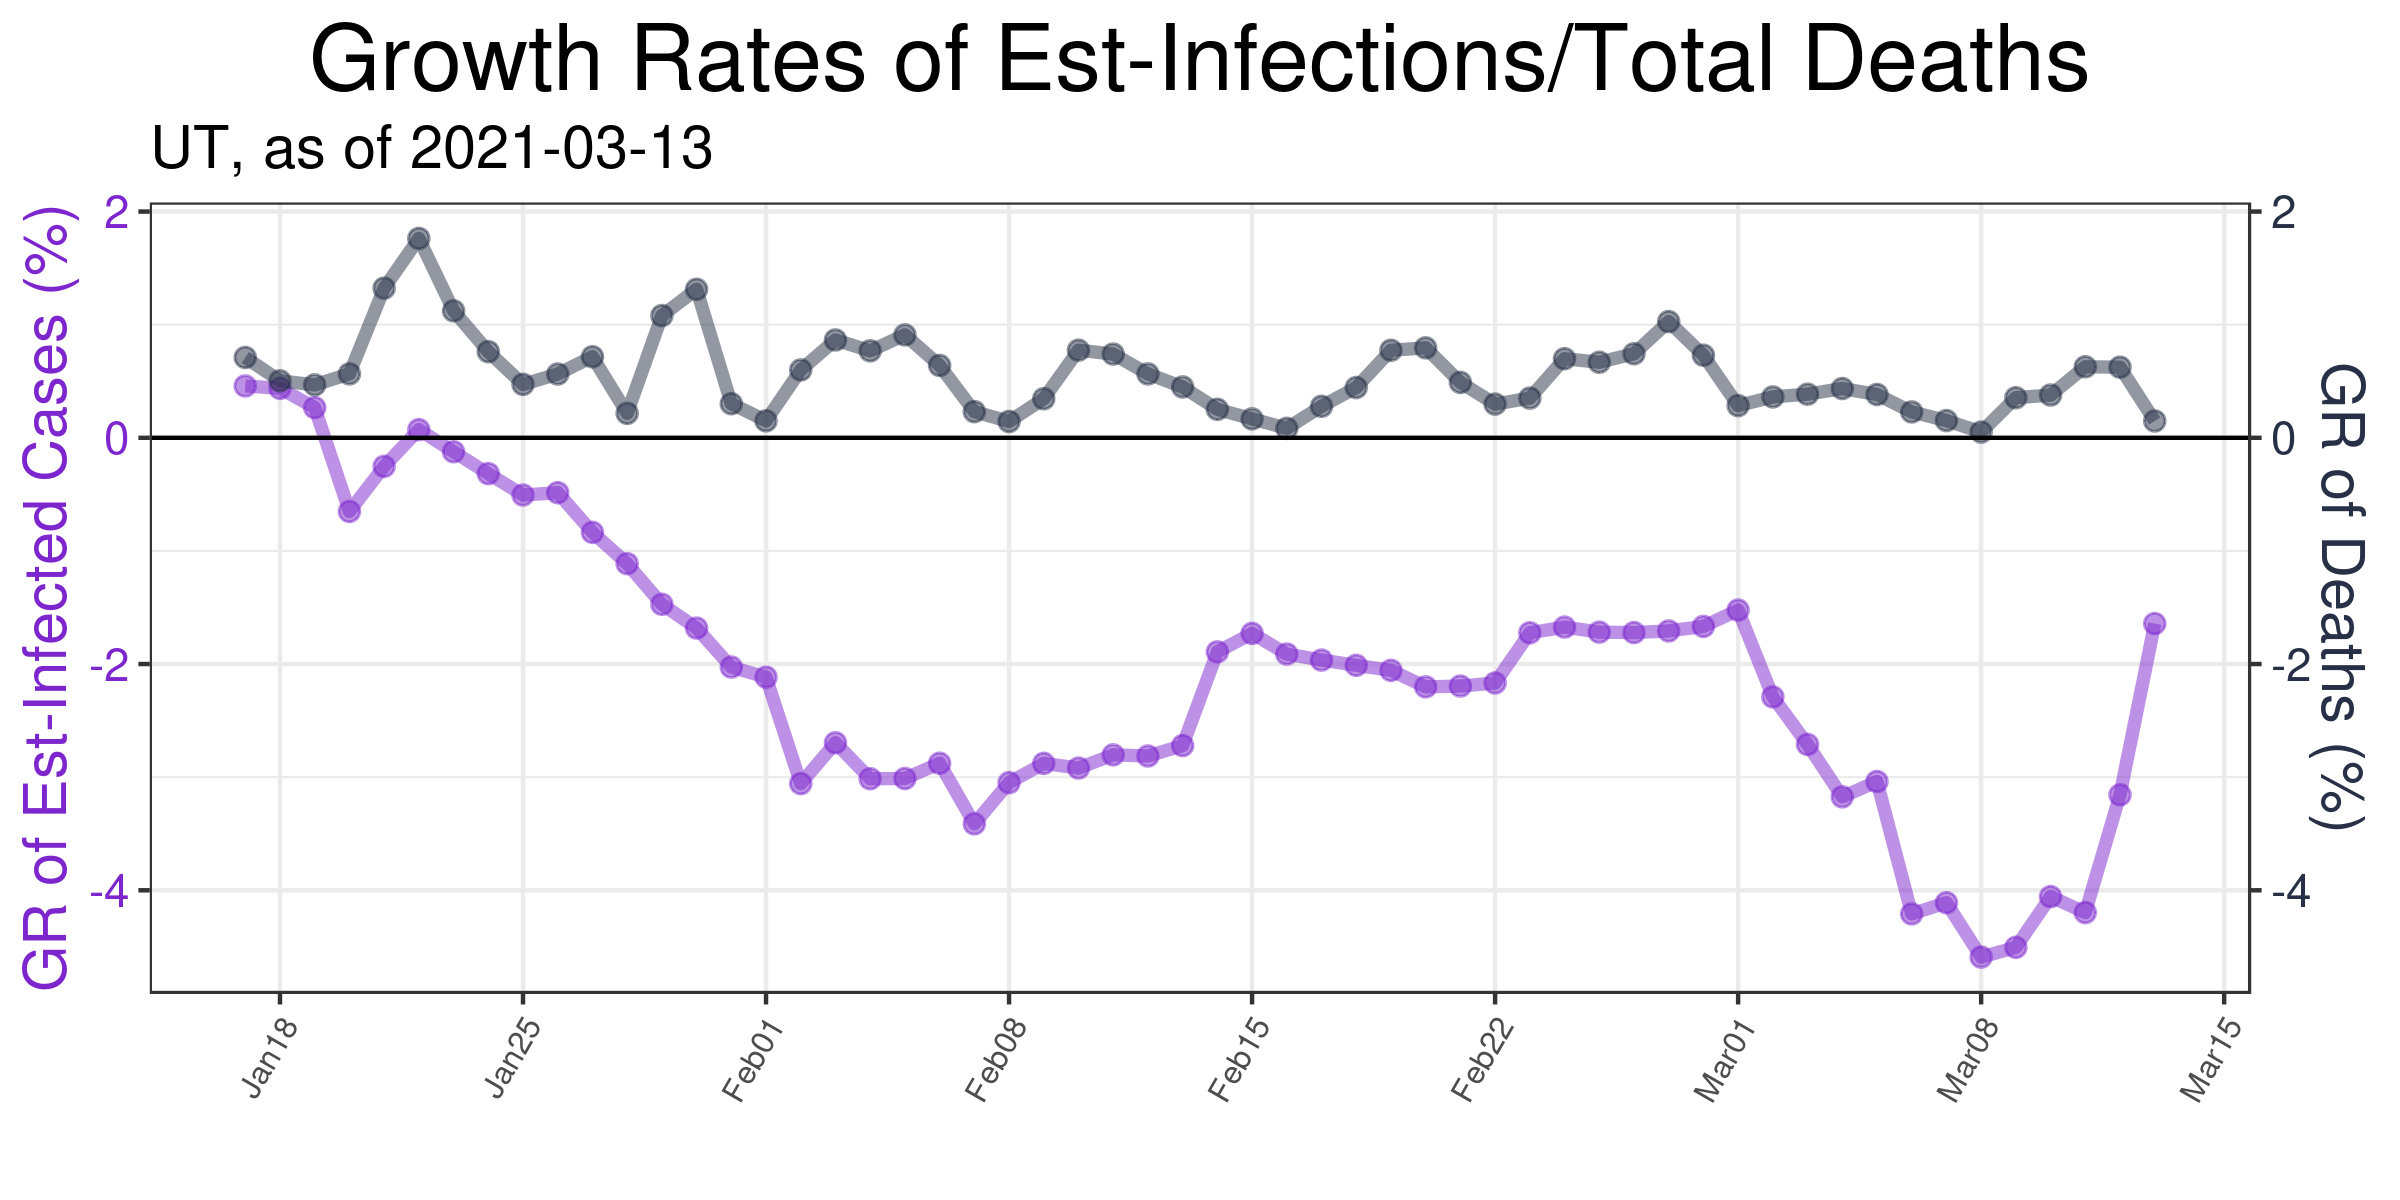 Growth Rates of Est-Infections/Total Deaths
UT, as of 2021-03-13
GR of Est-Infected Cases (%)
2
0
-2
-4
2
0
-2
-4
GR of Deaths (%)
Jan18
Jan25
Feb01
Feb08
Feb15
Feb22
Mar01
Mar08
Mar15